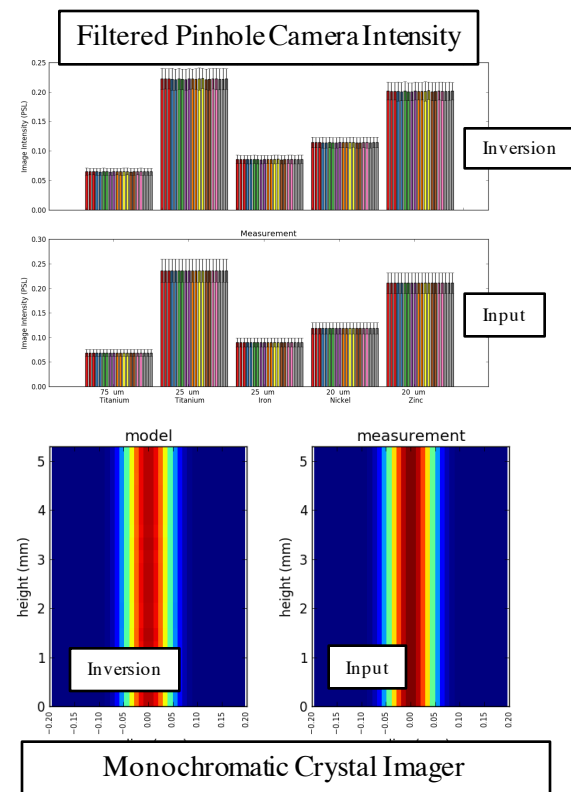 Filtered Pinhole Camera Intensity
0.25
0.20
0.15
0.10
0.05
0.00
Image Intensity (PSL)
Inversion
Measurement
0.30
0.25
0.20
0.15
0.10
0.05
0.00
Image Intensity (PSL)
Input
75 um 25 um 25 um 20 um 20 um
Titanium Titanium Iron Nickel Zinc
model measurement
5
4
3
2
1
0
height (mm)
Inversion
-0.20 -0.15 -0.10 -0.05 0.00 0.05 0.10 0.15 0.20
5
4
3
2
1
0
height (mm)
Input
-0.20 -0.15 -0.10 -0.05 0.00 0.05 0.10 0.15 0.20
Monochromatic Crystal Imager